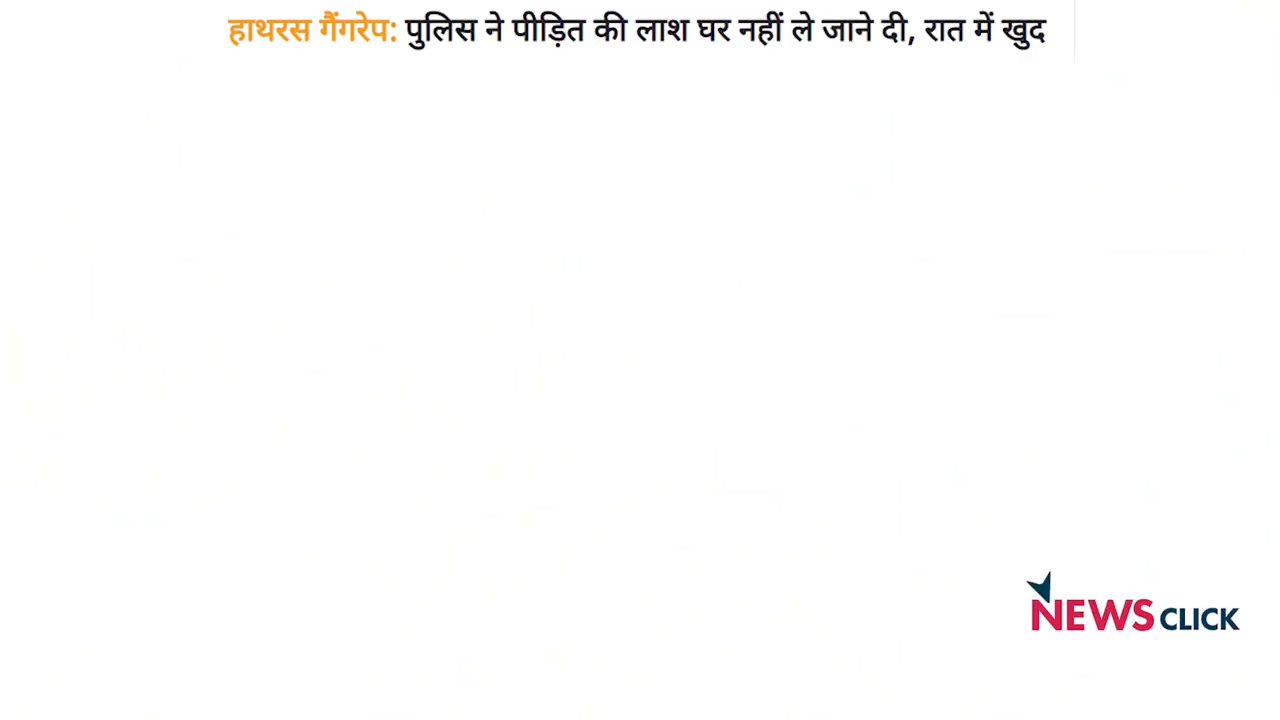 हाथरस गैंगरेप: पुलिस ने पीड़ित की लाश घर नहीं ले जाने दी, रात में खुद
NEWS CLICK